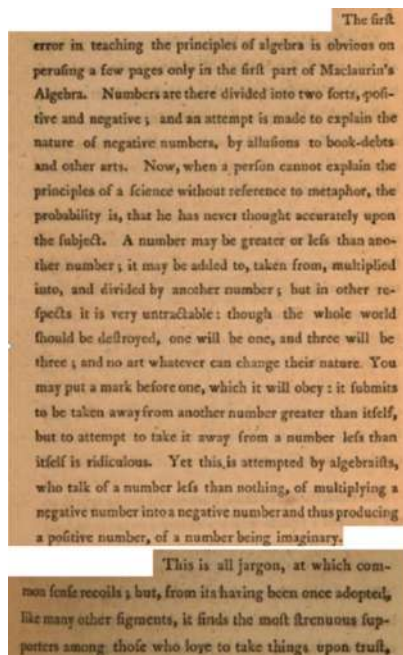 The first
error in teaching the principles of algebra is obvious on
perusing a few pages only in the first part of Maclaurin's
Algebra. Numbers are there divided into two sorts, posi-
tive and negative; and an attempt is made to explain the
nature of negative numbers, by allusions to book-debts
and other arts. Now, when a person cannot explain the
principles of a science without reference to metaphor, the
probability is, that he has never thought accurately upon
the subject. A number may be greater or less than ano-
ther number; it may be added to, taken from, multiplied
into, and divided by another number; but in other re-
spects it is very untractable: though the whole world
should be destroyed, one will be one, and three will be
three; and no art whatever can change their nature. You
may put a mark before one, which it will obey: it submits
to be taken away from another number greater than itself,
but to attempt to take it away from a number less than
itself is ridiculous. Yet this is attempted by algebraists,
who talk of a number less than nothing, of multiplying a
negative number into a negative number and thus producing
a positive number, of a number being imaginary.
This is all jargon, at which com-
mon sense recoils; but, from its having been once adopted,
like many other figments, it finds the most strenuous sup-
porters among those who love to take things upon trust,